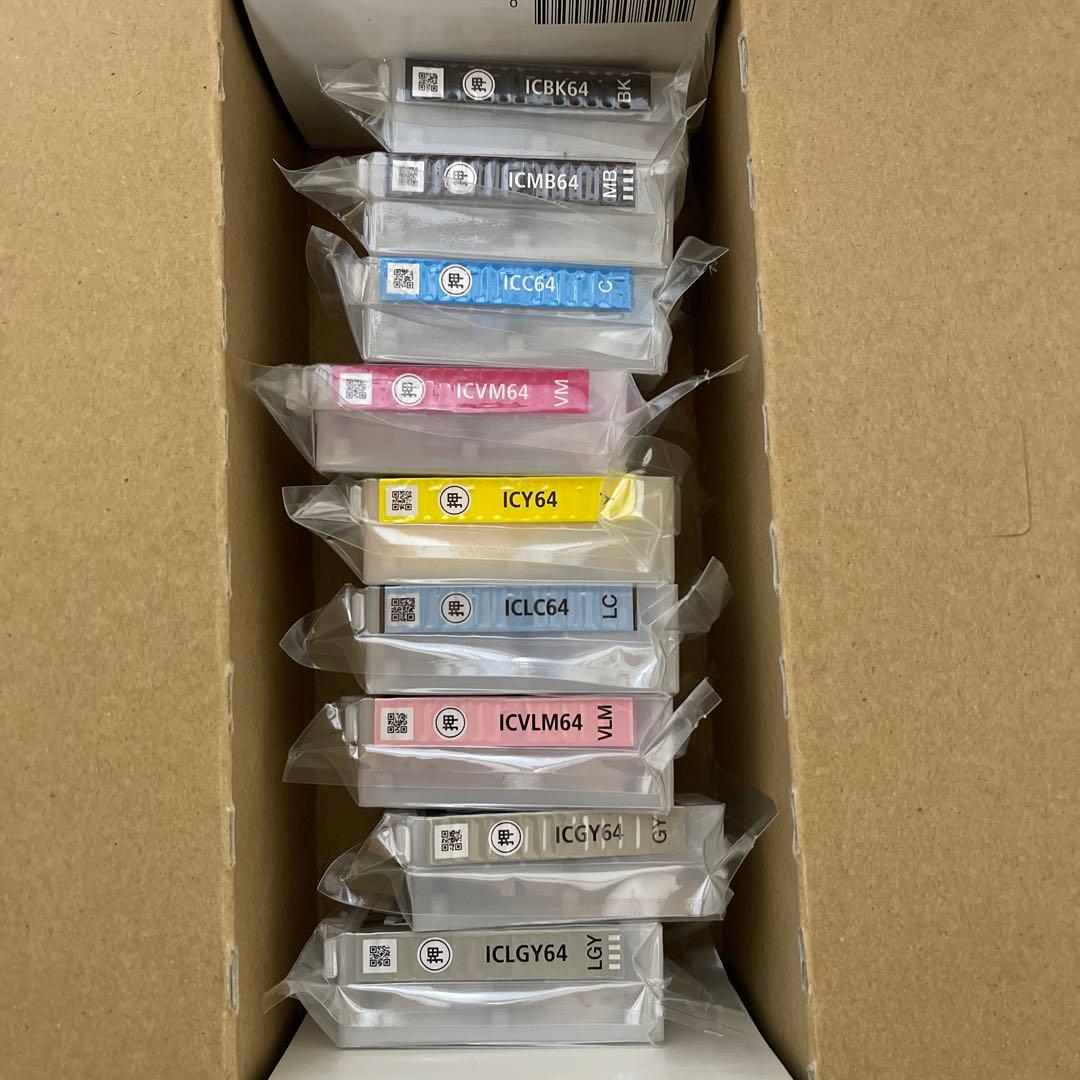 0
押 ICBK64 BK
押 ICMB64 MB
押 ICC64 C
押 ICVM64 VM
押 ICY64 Y
押 ICLC64 LC
押 ICVLM64 VLM
押 ICGY64 GY
押 ICLGY64 LGY